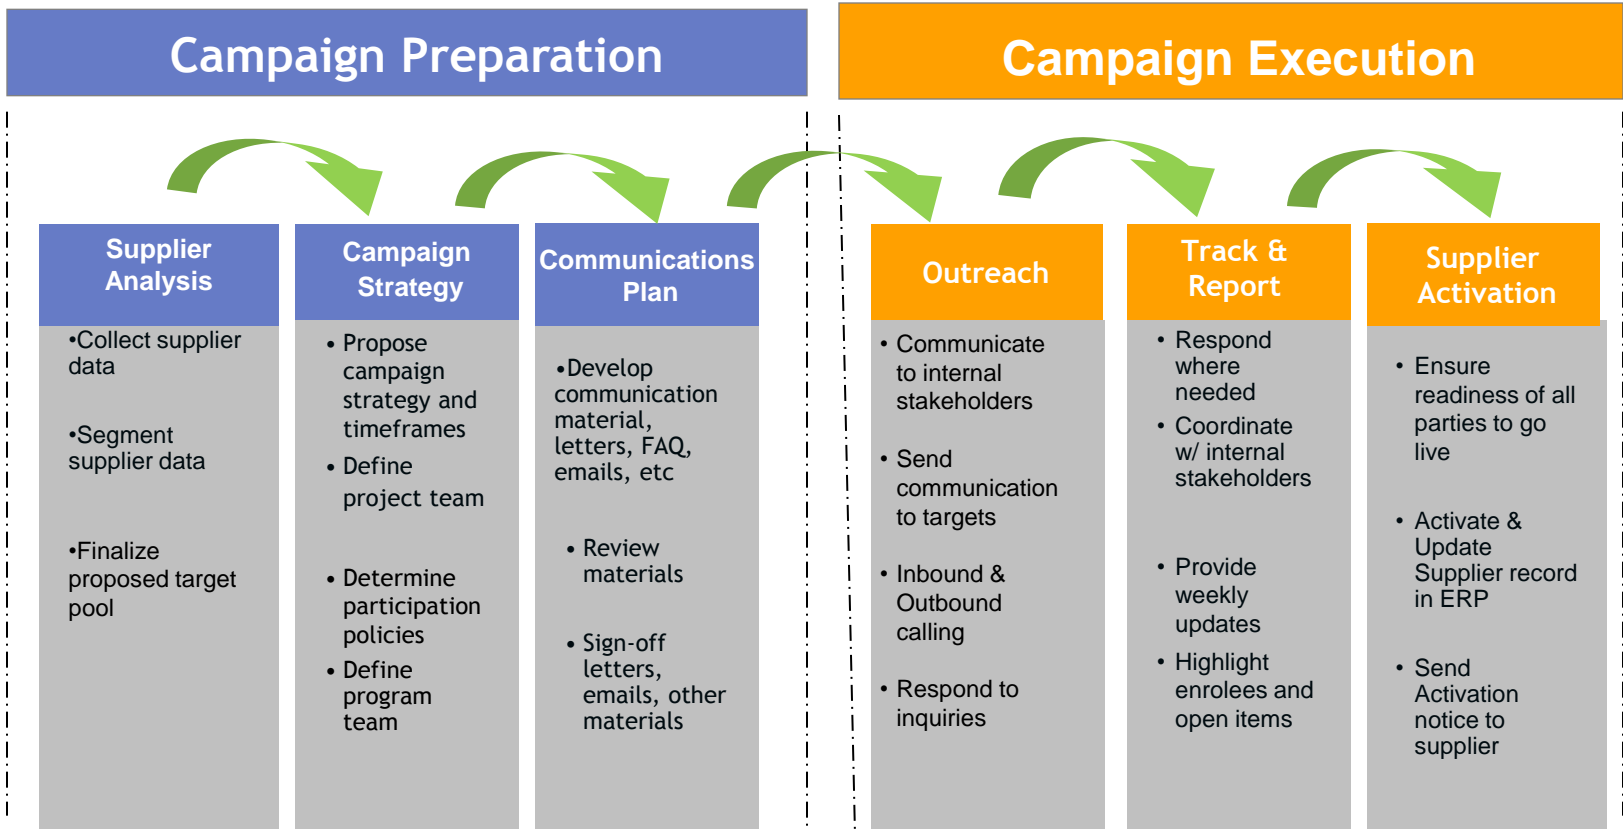 Campaign Preparation
Campaign Execution
Supplier
Analysis
•Collect supplier
data
•Segment
supplier data
•Finalize
proposed target
pool
Campaign
Strategy
• Propose
campaign
strategy and
timeframes
• Define
project team
• Determine
participation
policies
• Define
program
team
Communications
Plan
•Develop
communication
material,
letters, FAQ,
emails, etc
• Review
materials
• Sign-off
letters,
emails, other
materials
Outreach
• Communicate
to internal
stakeholders
• Send
communication
to targets
• Inbound &
Outbound
calling
• Respond to
inquiries
Track &
Report
• Respond
where
needed
• Coordinate
w/ internal
stakeholders
• Provide
weekly
updates
• Highlight
enrolees and
open items
Supplier
Activation
• Ensure
readiness of all
parties to go
live
• Activate &
Update
Supplier record
in ERP
• Send
Activation
notice to
supplier